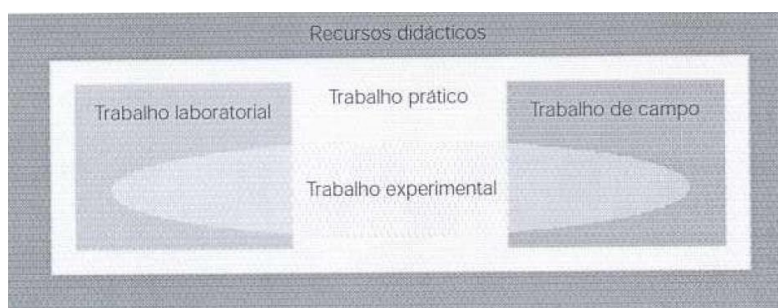 Recursos didácticos
Trabalho laboratorial
Trabalho prático
Trabalho de campo
Trabalho experimental